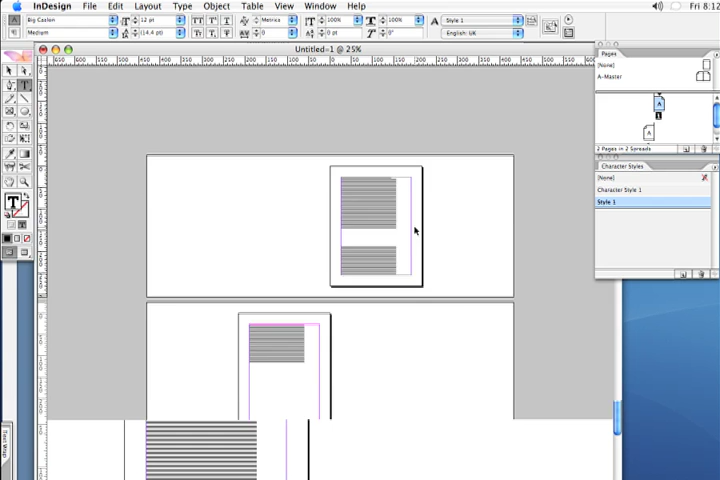 InDesign File Edit Layout Type Object Table View Window Help Fri 8:12
Big Caslon 12 pt Metrics 100% 100% A Style 1
Medium (14.4 pt) 0 0 pt 0° English: UK
Untitled-1 @ 25%
Pages
[None]
A-Master
A
1
A
2 Pages in 2 Spreads
Character Styles
[None]
Character Style 1
Style 1
Text Wrap